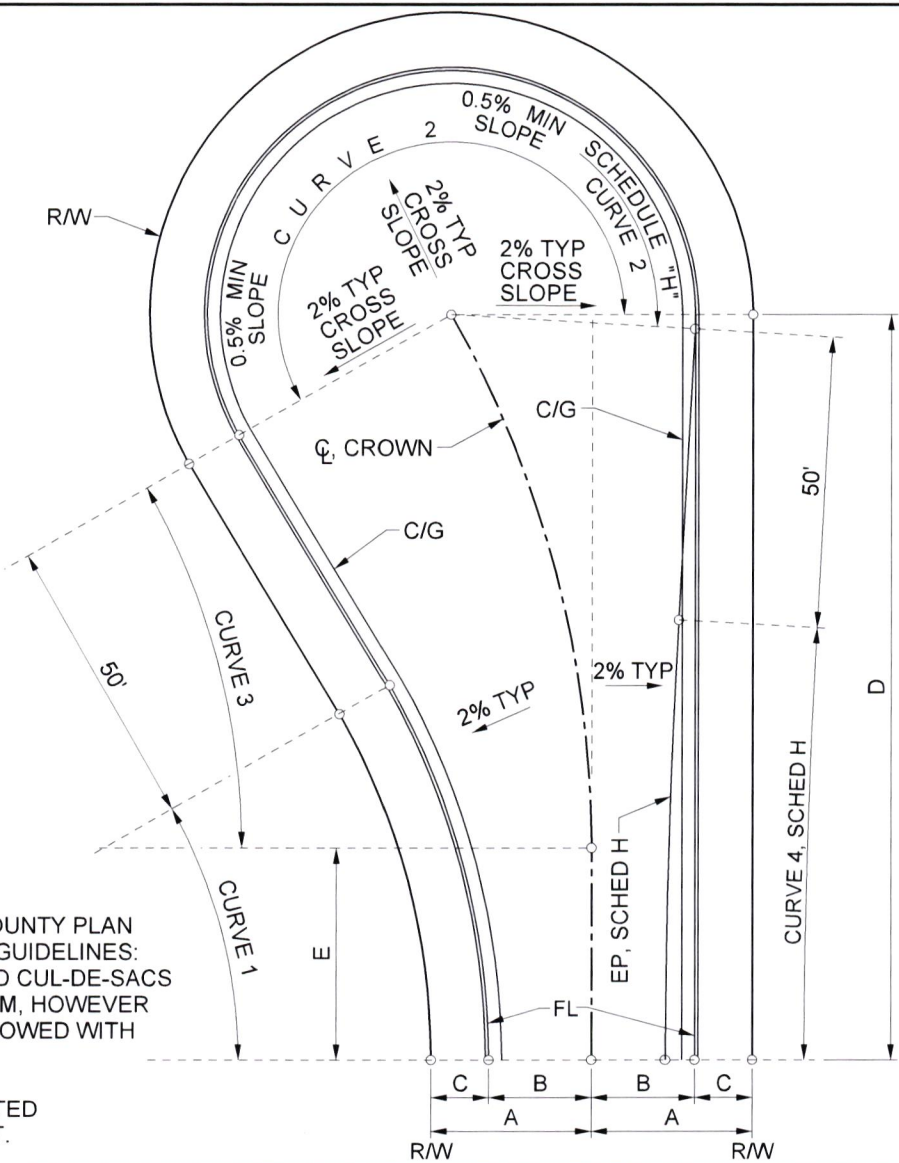 0.5% MIN
SLOPE
CURVE 2
SCHEDULE "H"
CURVE 2
R/W
2% TYP
CROSS
SLOPE
2% TYP
CROSS
SLOPE
2% TYP
CROSS
SLOPE
0.5% MIN
SLOPE
C/G
℄, CROWN
C/G
50'
CURVE 3
50'
2% TYP
2% TYP
D
EP, SCHED H
CURVE 4, SCHED H
CURVE 1
E
OUNTY PLAN
GUIDELINES:
D CUL-DE-SACS
M, HOWEVER
OWED WITH
FL
TED
T.
C
B
B
C
A
A
R/W
R/W